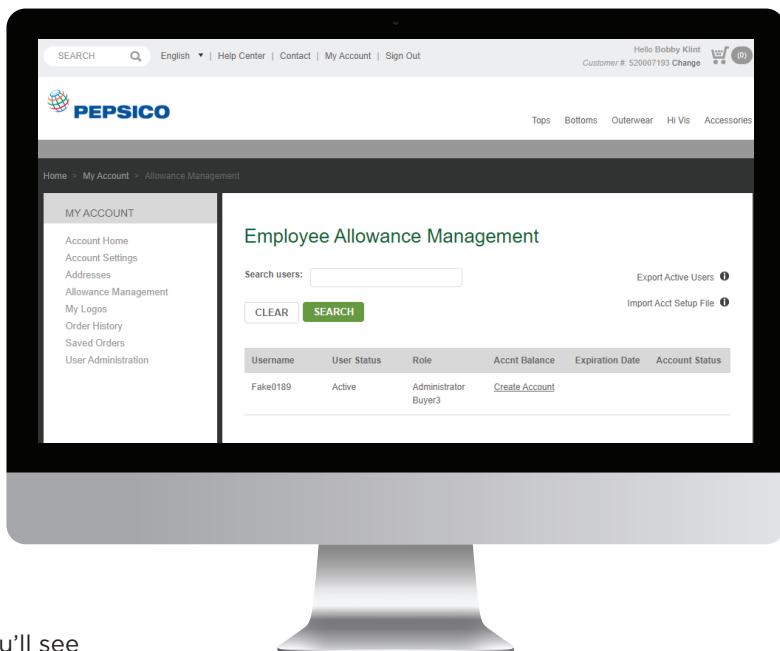 SEARCH English ▼ | Help Center | Contact | My Account | Sign Out
Hello Bobby Klint
Customer #: 520007193 Change
(0)
PEPSICO
Tops Bottoms Outerwear Hi Vis Accessories
Home > My Account > Allowance Management
MY ACCOUNT
Account Home
Account Settings
Addresses
Allowance Management
My Logos
Order History
Saved Orders
User Administration
Employee Allowance Management
Search users:
Export Active Users
Import Acct Setup File
CLEAR SEARCH
Username User Status Role Accnt Balance Expiration Date Account Status
Fake0189 Active Administrator Create Account
Buyer3
u'll see